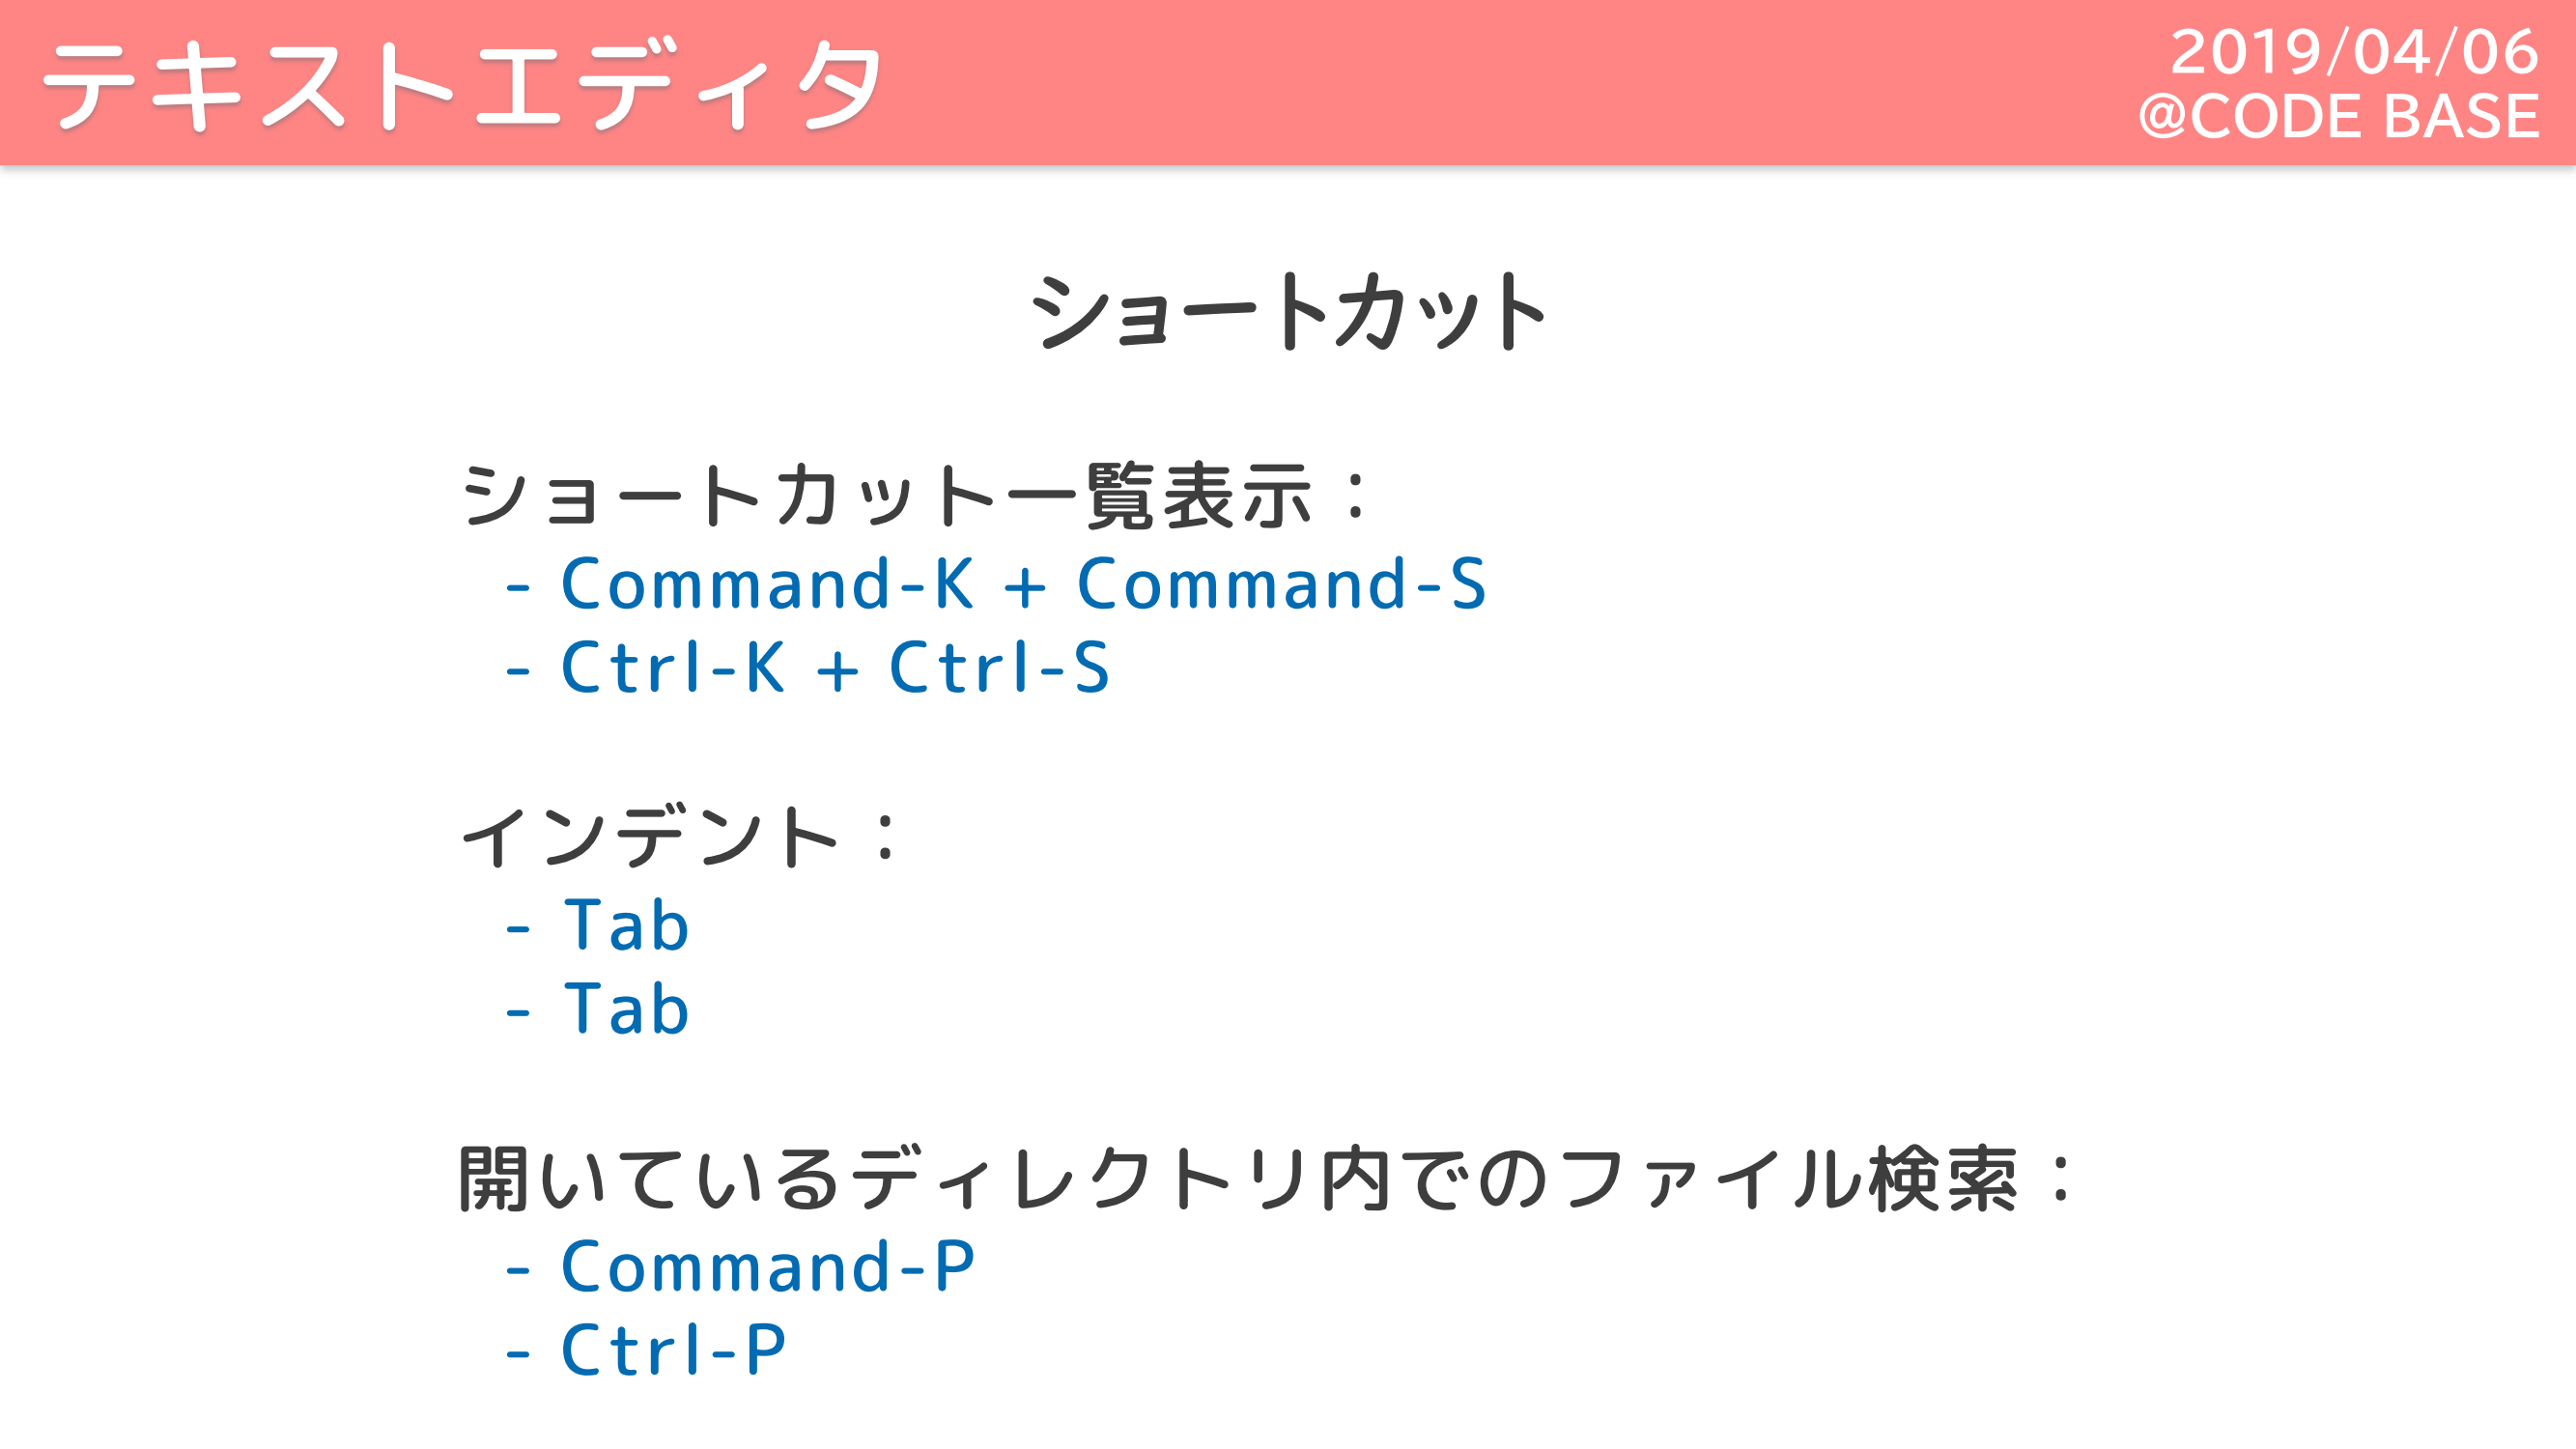 テキストエディタ
2019/04/06
@CODE BASE
ショートカット
ショートカット一覧表示：
- Command-K + Command-S
- Ctrl-K + Ctrl-S
インデント：
- Tab
- Tab
開いているディレクトリ内でのファイル検索：
- Command-P
- Ctrl-P